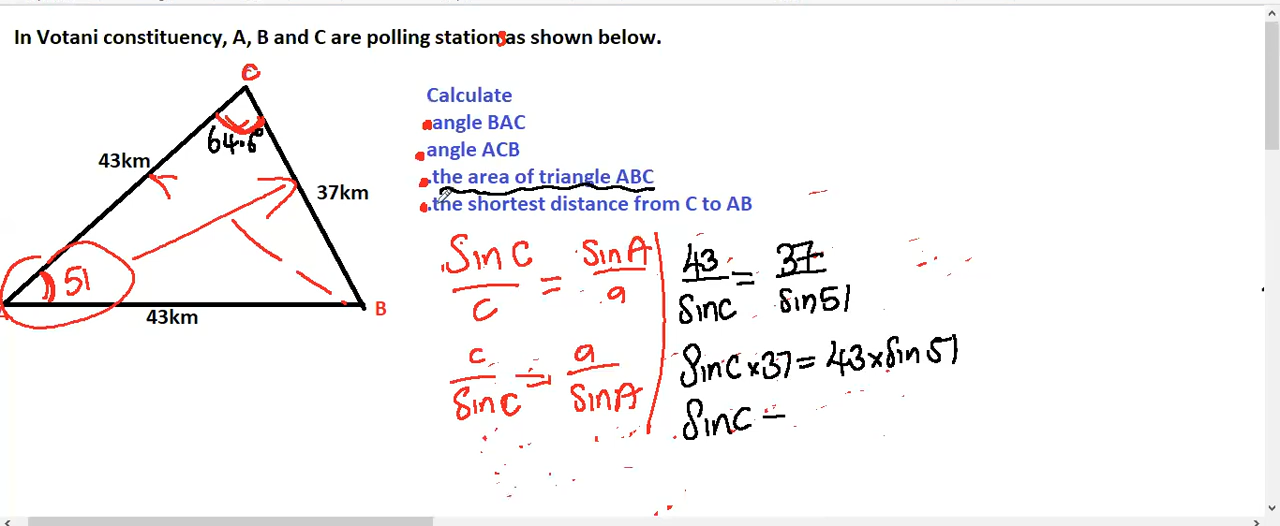 In Votani constituency, A, B and C are polling stations as shown below.
C
Calculate
.angle BAC
.angle ACB
.the area of triangle ABC
.the shortest distance from C to AB
64.6°
43km
37km
51
B
43km
Sin C / c = Sin A / a
43 / Sin C = 37 / Sin 51
Sin C × 37 = 43 × Sin 51
c / Sin C = a / Sin A
Sin C =